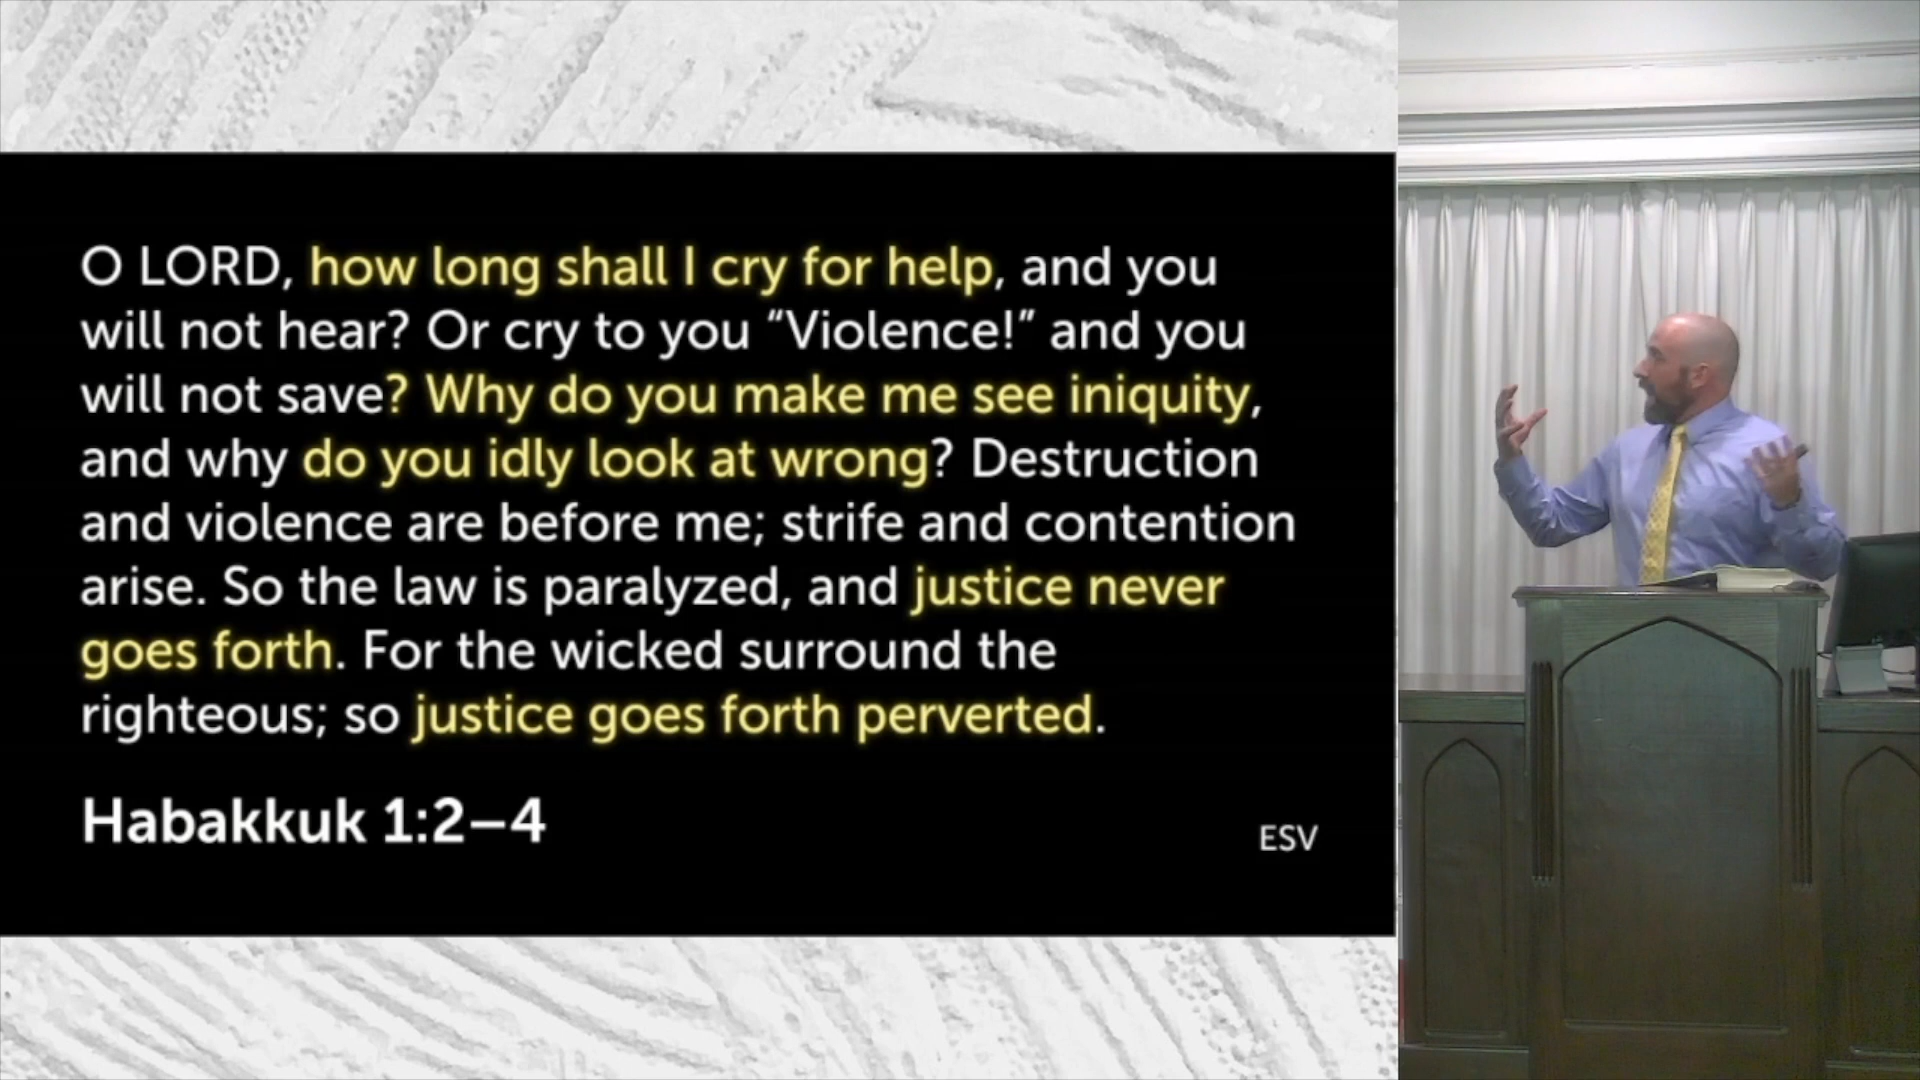 O LORD, how long shall I cry for help, and you
will not hear? Or cry to you “Violence!” and you
will not save? Why do you make me see iniquity,
and why do you idly look at wrong? Destruction
and violence are before me; strife and contention
arise. So the law is paralyzed, and justice never
goes forth. For the wicked surround the
righteous; so justice goes forth perverted.
Habakkuk 1:2–4
ESV